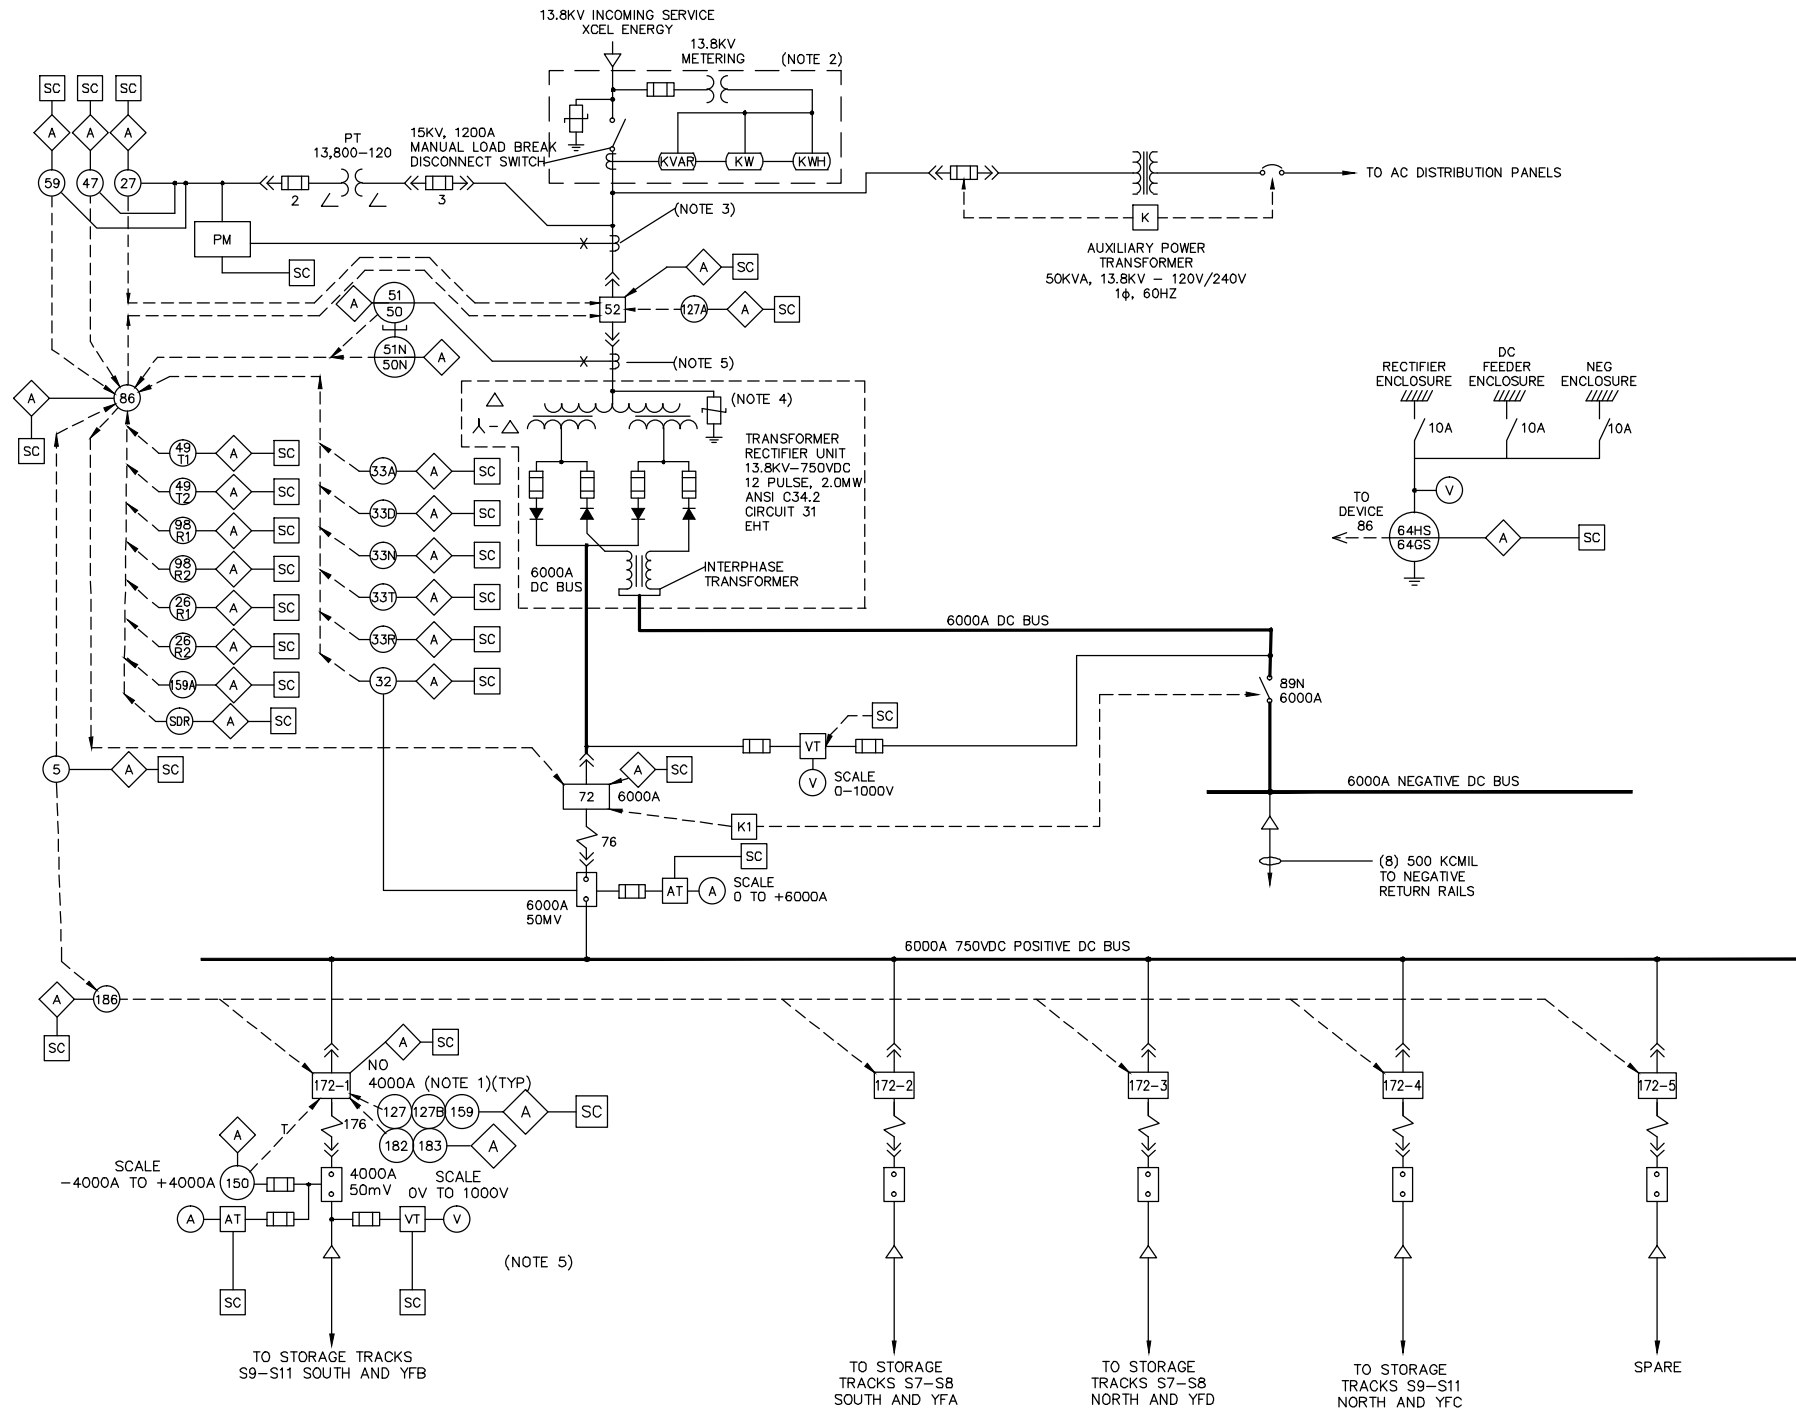 13.8KV INCOMING SERVICE
XCEL ENERGY
13.8KV
METERING
(NOTE 2)
SC
SC
SC
A
A
A
59
47
27
PT
13,800-120
2
3
15KV, 1200A
MANUAL LOAD BREAK
DISCONNECT SWITCH
KVAR
KW
KWH
TO AC DISTRIBUTION PANELS
K
AUXILIARY POWER
TRANSFORMER
50KVA, 13.8KV - 120V/240V
1ϕ, 60HZ
(NOTE 3)
PM
SC
X
A
SC
52
127A
A
SC
A
51
50
51N
50N
A
X
(NOTE 5)
A
86
SC
(NOTE 4)
TRANSFORMER
RECTIFIER UNIT
13.8KV-750VDC
12 PULSE, 2.0MW
ANSI C34.2
CIRCUIT 31
EHT
6000A
DC BUS
INTERPHASE
TRANSFORMER
RECTIFIER
ENCLOSURE
DC
FEEDER
ENCLOSURE
NEG
ENCLOSURE
10A
10A
10A
V
TO
DEVICE
86
64HS
64GS
A
SC
49
T1
A
SC
49
T2
A
SC
98
R1
A
SC
98
R2
A
SC
26
R1
A
SC
26
R2
A
SC
159A
A
SC
SDR
A
SC
33A
A
SC
33D
A
SC
33N
A
SC
33T
A
SC
33R
A
SC
32
A
SC
6000A DC BUS
89N
6000A
SC
VT
V
SCALE
0-1000V
5
A
SC
A
SC
72
6000A
K1
76
6000A NEGATIVE DC BUS
(8) 500 KCMIL
TO NEGATIVE
RETURN RAILS
SC
AT
A
SCALE
0 TO +6000A
6000A
50MV
6000A 750VDC POSITIVE DC BUS
A
186
SC
A
SC
NO
172-1
4000A (NOTE 1)(TYP)
127
127B
159
A
SC
176
182
183
A
T
A
150
SCALE
-4000A TO +4000A
4000A
50mV
SCALE
0V TO 1000V
A
AT
SC
VT
V
SC
(NOTE 5)
172-2
172-3
172-4
172-5
TO STORAGE TRACKS
S9-S11 SOUTH AND YFB
TO STORAGE
TRACKS S7-S8
SOUTH AND YFA
TO STORAGE
TRACKS S7-S8
NORTH AND YFD
TO STORAGE
TRACKS S9-S11
NORTH AND YFC
SPARE